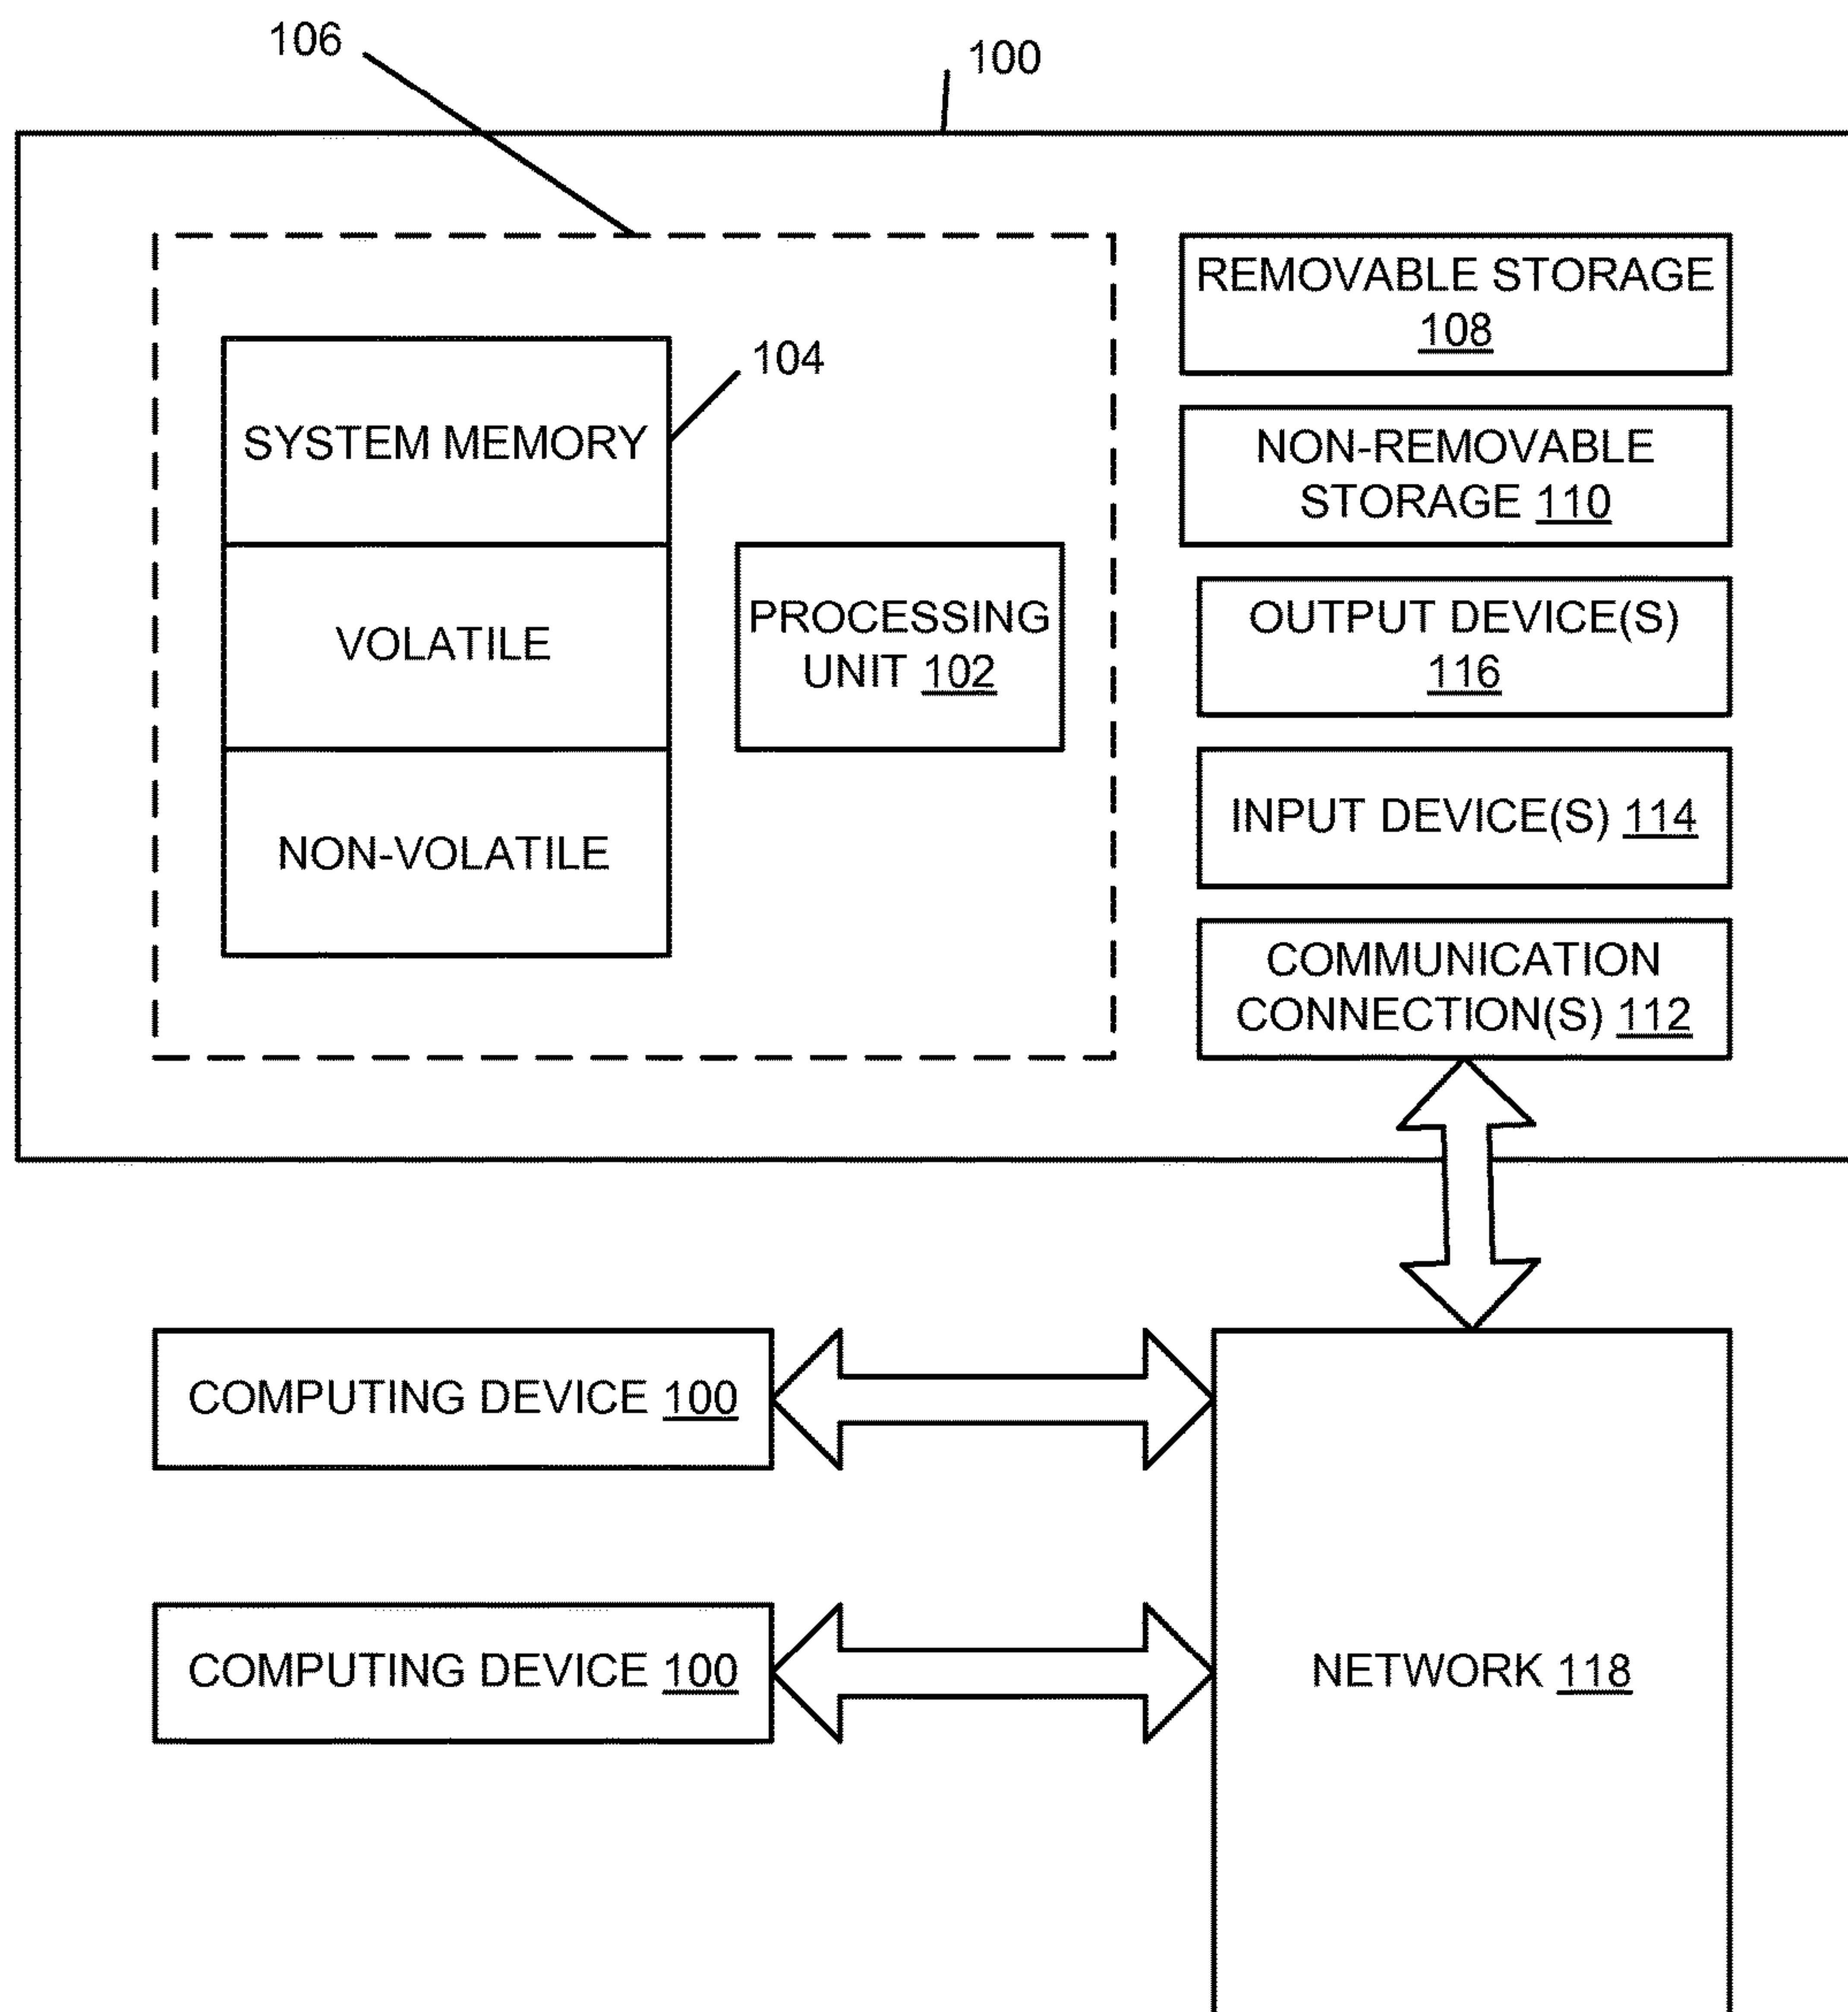 106
100
SYSTEM MEMORY
104
VOLATILE
NON-VOLATILE
PROCESSING
UNIT 102
REMOVABLE STORAGE
108
NON-REMOVABLE
STORAGE 110
OUTPUT DEVICE(S)
116
INPUT DEVICE(S) 114
COMMUNICATION
CONNECTION(S) 112
COMPUTING DEVICE 100
COMPUTING DEVICE 100
NETWORK 118